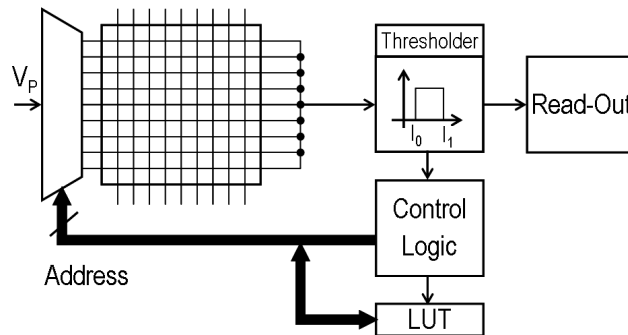 Thresholder
V_P
I_0 I_1
Read-Out
Control
Logic
Address
LUT